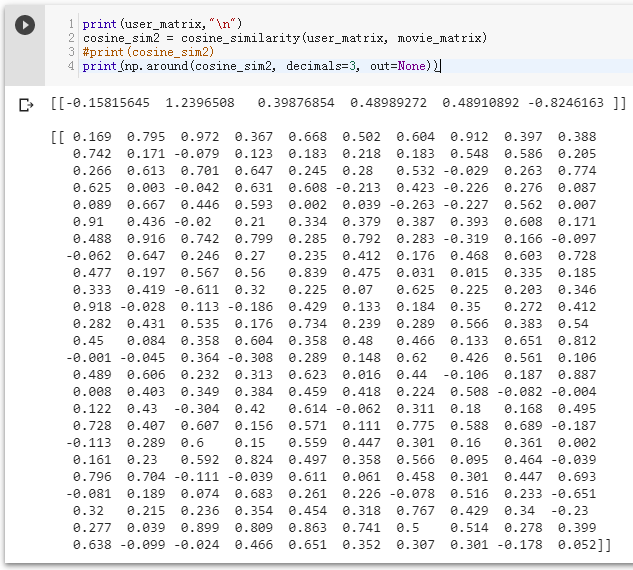 1 print(user_matrix,"\n")
2 cosine_sim2 = cosine_similarity(user_matrix, movie_matrix)
3 #print(cosine_sim2)
4 print(np.around(cosine_sim2, decimals=3, out=None))
[[-0.15815645 1.2396508 0.39876854 0.48989272 0.48910892 -0.8246163 ]]
[[ 0.169 0.795 0.972 0.367 0.668 0.502 0.604 0.912 0.397 0.388
0.742 0.171 -0.079 0.123 0.183 0.218 0.183 0.548 0.586 0.205
0.266 0.613 0.701 0.647 0.245 0.28 0.532 -0.029 0.263 0.774
0.625 0.003 -0.042 0.631 0.608 -0.213 0.423 -0.226 0.276 0.087
0.089 0.667 0.446 0.593 0.002 0.039 -0.263 -0.227 0.562 0.007
0.91 0.436 -0.02 0.21 0.334 0.379 0.387 0.393 0.608 0.171
0.488 0.916 0.742 0.799 0.285 0.792 0.283 -0.319 0.166 -0.097
-0.062 0.647 0.246 0.27 0.235 0.412 0.176 0.468 0.603 0.728
0.477 0.197 0.567 0.56 0.839 0.475 0.031 0.015 0.335 0.185
0.333 0.419 -0.611 0.32 0.225 0.07 0.625 0.225 0.203 0.346
0.918 -0.028 0.113 -0.186 0.429 0.133 0.184 0.35 0.272 0.412
0.282 0.431 0.535 0.176 0.734 0.239 0.289 0.566 0.383 0.54
0.45 0.084 0.358 0.604 0.358 0.48 0.466 0.133 0.651 0.812
-0.001 -0.045 0.364 -0.308 0.289 0.148 0.62 0.426 0.561 0.106
0.489 0.606 0.232 0.313 0.623 0.016 0.44 -0.106 0.187 0.887
0.008 0.403 0.349 0.384 0.459 0.418 0.224 0.508 -0.082 -0.004
0.122 0.43 -0.304 0.42 0.614 -0.062 0.311 0.18 0.168 0.495
0.728 0.407 0.607 0.156 0.571 0.111 0.775 0.588 0.689 -0.187
-0.113 0.289 0.6 0.15 0.559 0.447 0.301 0.16 0.361 0.002
0.161 0.23 0.592 0.824 0.497 0.358 0.566 0.095 0.464 -0.039
0.796 0.704 -0.111 -0.039 0.611 0.061 0.458 0.301 0.447 0.693
-0.081 0.189 0.074 0.683 0.261 0.226 -0.078 0.516 0.233 -0.651
0.32 0.215 0.236 0.354 0.454 0.318 0.767 0.429 0.34 -0.23
0.277 0.039 0.899 0.809 0.863 0.741 0.5 0.514 0.278 0.399
0.638 -0.099 -0.024 0.466 0.651 0.352 0.307 0.301 -0.178 0.052]]